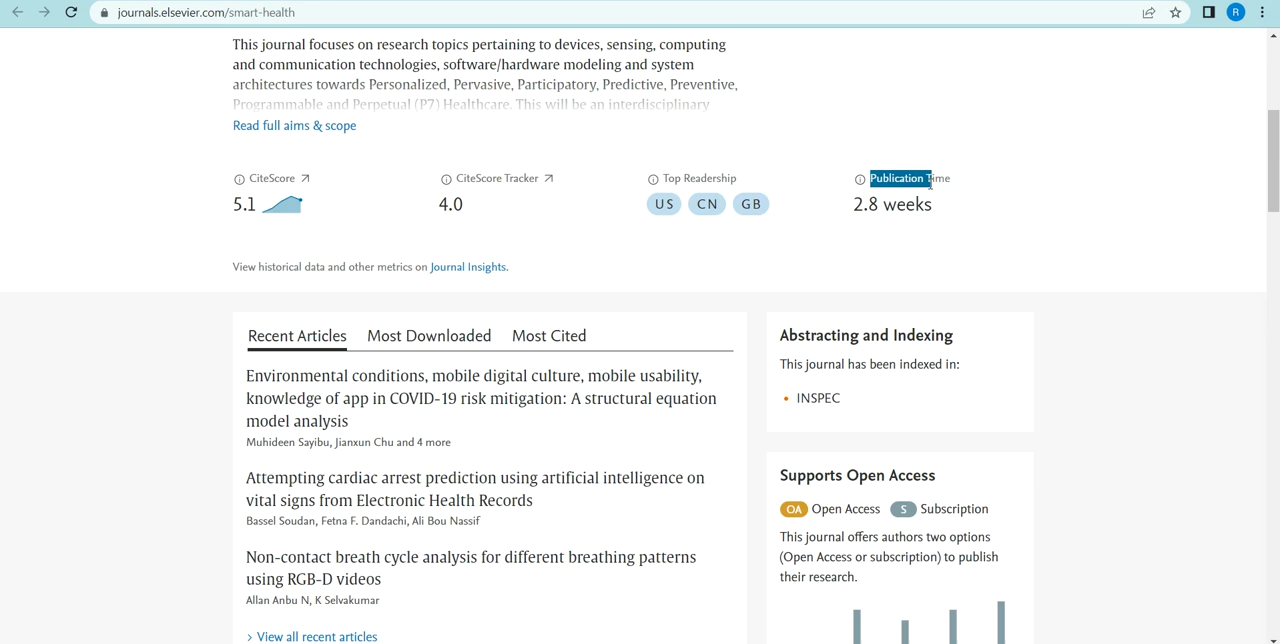 journals.elsevier.com/smart-health
R
This journal focuses on research topics pertaining to devices, sensing, computing
and communication technologies, software/hardware modeling and system
architectures towards Personalized, Pervasive, Participatory, Predictive, Preventive,
Programmable and Perpetual (P7) Healthcare. This will be an interdisciplinary
Read full aims & scope
CiteScore
5.1
CiteScore Tracker
4.0
Top Readership
US CN GB
Publication Time
2.8 weeks
View historical data and other metrics on Journal Insights.
Recent Articles Most Downloaded Most Cited
Environmental conditions, mobile digital culture, mobile usability,
knowledge of app in COVID-19 risk mitigation: A structural equation
model analysis
Muhideen Sayibu, Jianxun Chu and 4 more
Attempting cardiac arrest prediction using artificial intelligence on
vital signs from Electronic Health Records
Bassel Soudan, Fetna F. Dandachi, Ali Bou Nassif
Non-contact breath cycle analysis for different breathing patterns
using RGB-D videos
Allan Anbu N, K Selvakumar
> View all recent articles
Abstracting and Indexing
This journal has been indexed in:
• INSPEC
Supports Open Access
OA Open Access S Subscription
This journal offers authors two options
(Open Access or subscription) to publish
their research.